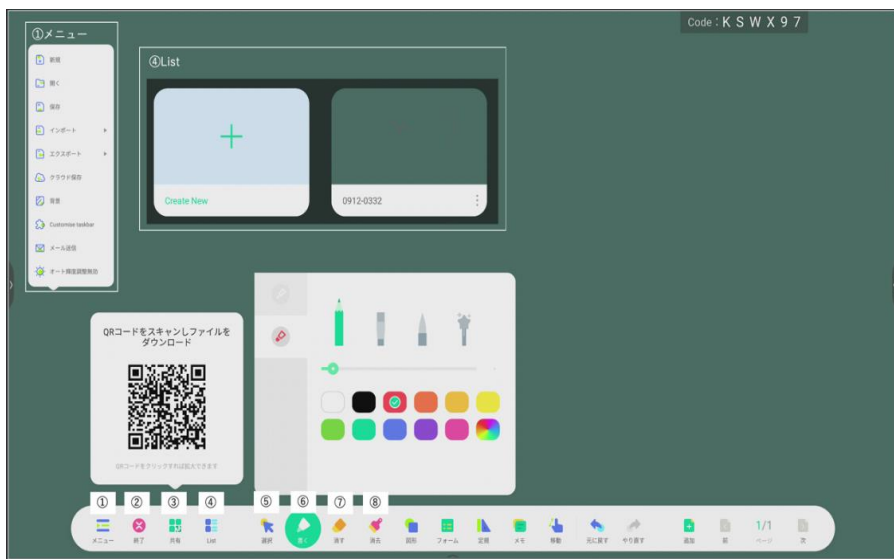 Code : K S W X 9 7
①メニュー
新規
開く
保存
インポート
エクスポート
クラウド保存
背景
Customise taskbar
メール送信
オート輝度調整無効
④List
Create New
0912-0332
QRコードをスキャンしファイルを
ダウンロード
QRコードをクリックすれば拡大できます
① ② ③ ④ ⑤ ⑥ ⑦ ⑧
メニュー 終了 共有 List 選択 書く 消す 消去 図形 フォーム 定規 メモ 移動 元に戻す やり直す 追加 前 1/1 ページ 次